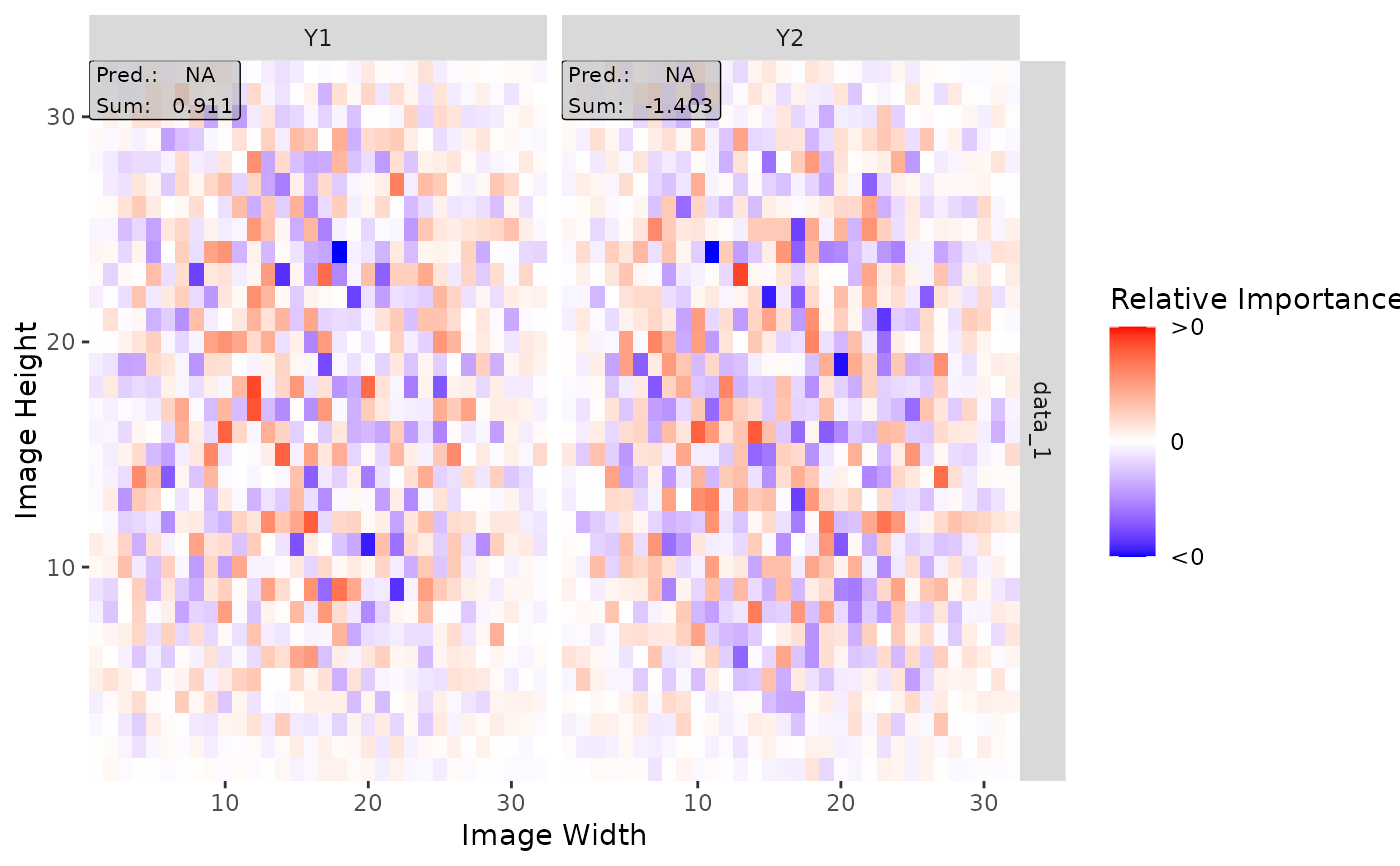 Y1
Y2
Pred.: NA
Sum: 0.911
Pred.: NA
Sum: -1.403
30
20
10
Image Height
data_1
10
20
30
10
20
30
Image Width
Relative Importance
>0
0
<0